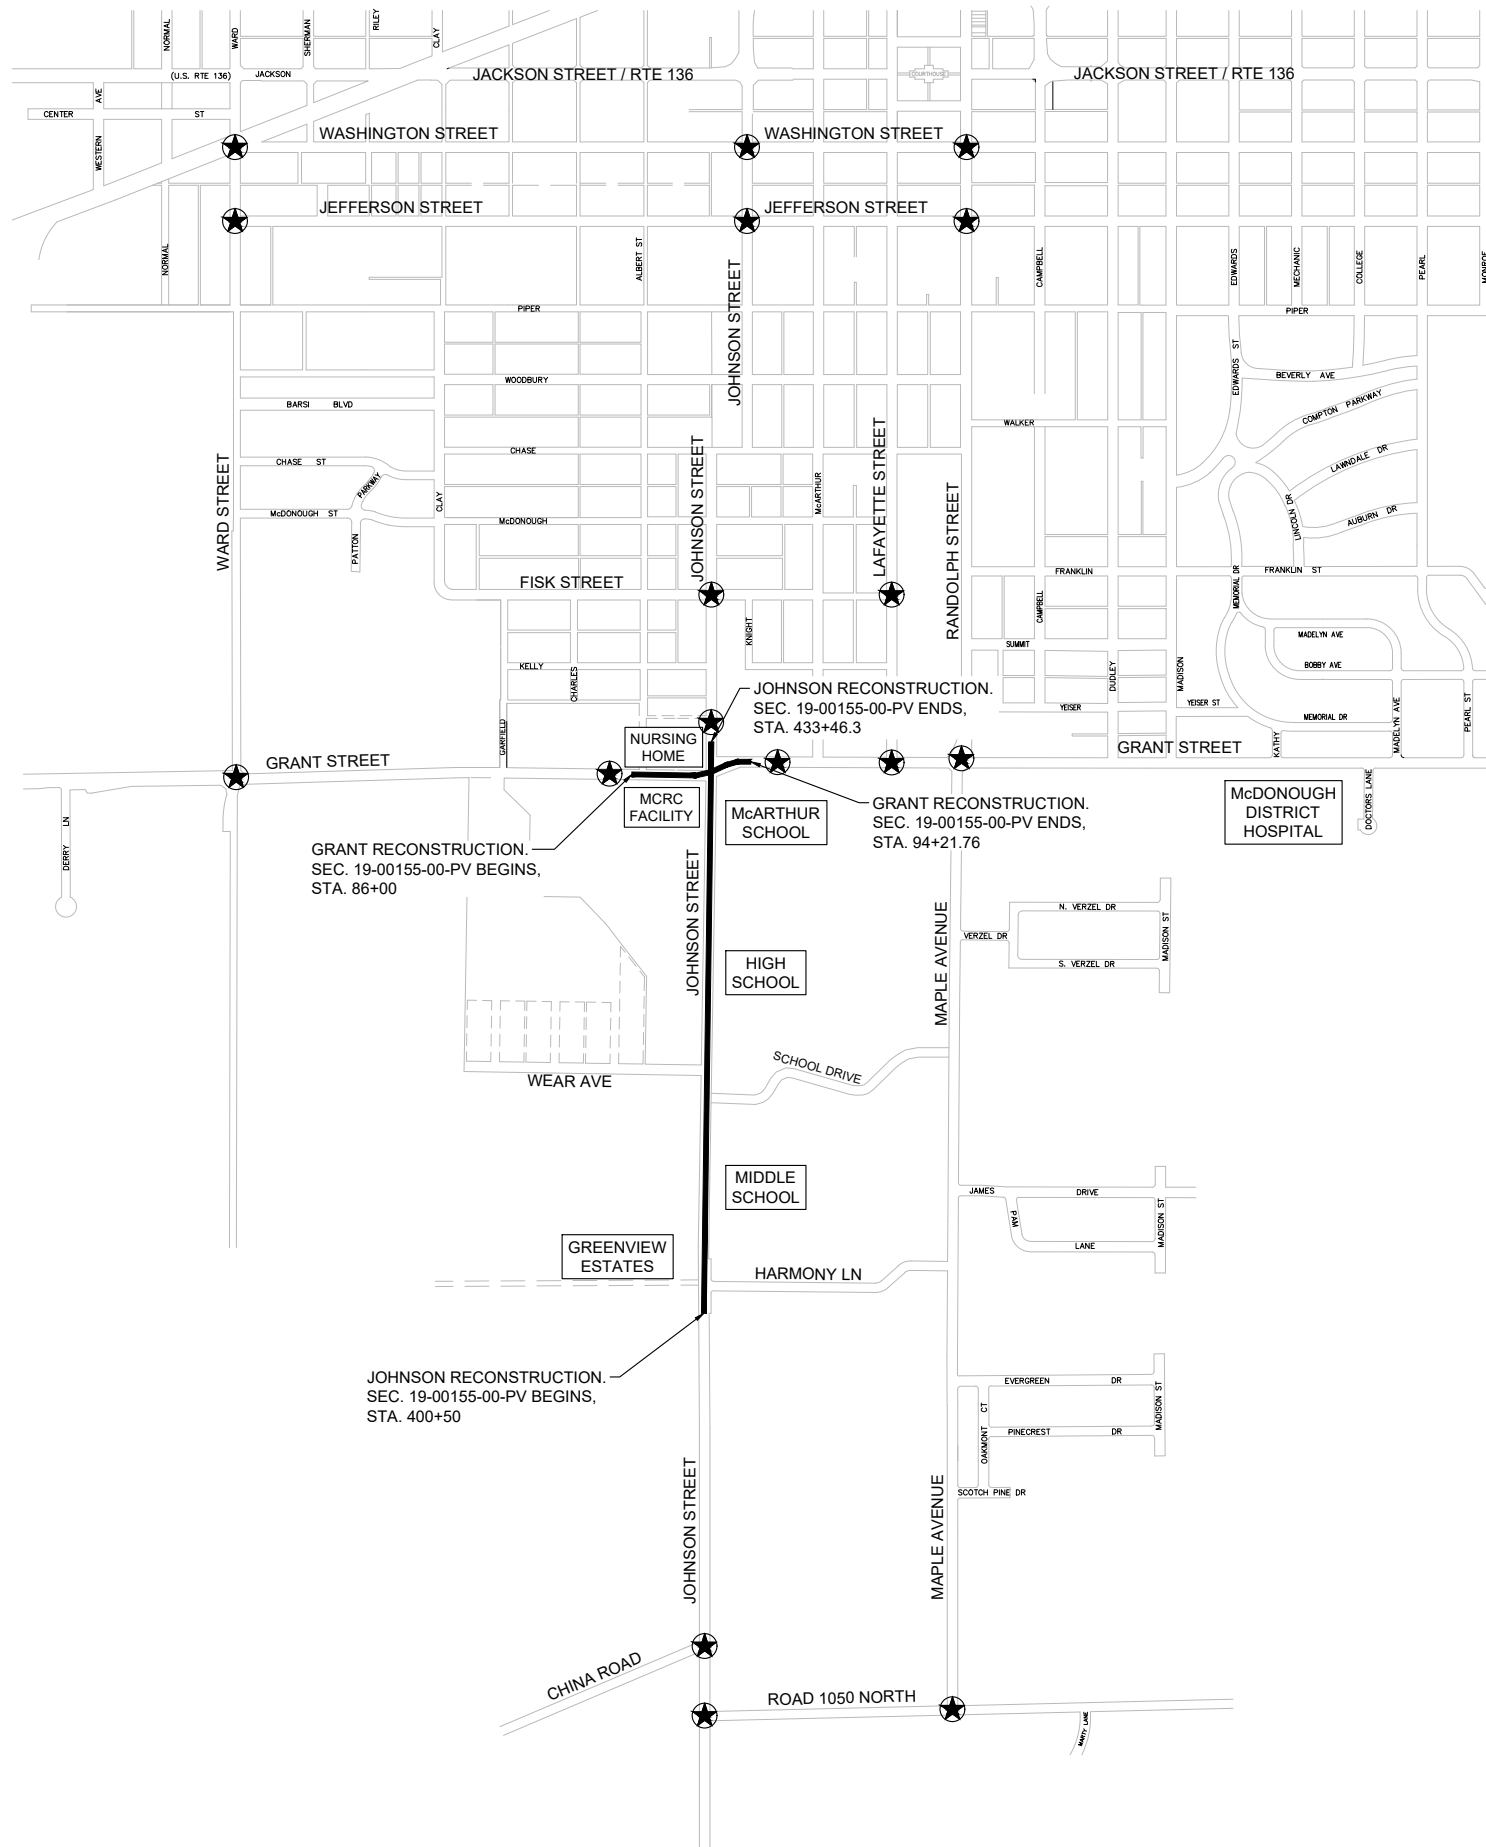 NORMAL
WARD
SHERMAN
RILEY
CLAY
(U.S. RTE 136)
JACKSON
JACKSON STREET / RTE 136
COURTHOUSE
JACKSON STREET / RTE 136
WESTERN
AVE
CENTER
ST
WASHINGTON STREET
WASHINGTON STREET
JEFFERSON STREET
JEFFERSON STREET
NORMAL
ALBERT ST
JOHNSON STREET
CAMPBELL
EDWARDS
MECHANIC
COLLEGE
PEARL
MONROE
PIPER
PIPER
WOODBURY
EDWARDS ST
BEVERLY AVE
BARSI BLVD
COMPTON PARKWAY
WALKER
CHASE
CHASE ST
LAWNDALE DR
PARKWAY
CLAY
McARTHUR
LAFAYETTE STREET
WARD STREET
JOHNSON STREET
RANDOLPH STREET
LINCOLN DR
AUBURN DR
McDONOUGH ST
McDONOUGH
PATTON
FISK STREET
FRANKLIN
FRANKLIN ST
CAMPBELL
MEMORIAL DR
KNIGHT
MADELYN AVE
SUMMIT
BOBBY AVE
KELLY
CHARLES
DUDLEY
MADISON
JOHNSON RECONSTRUCTION.
SEC. 19-00155-00-PV ENDS,
STA. 433+46.3
YEISER
YEISER ST
MEMORIAL DR
MADELYN AVE
PEARL ST
GARFIELD
NURSING
HOME
KATHY
GRANT STREET
GRANT STREET
MCRC
FACILITY
McARTHUR
SCHOOL
GRANT RECONSTRUCTION.
SEC. 19-00155-00-PV ENDS,
STA. 94+21.76
McDONOUGH
DISTRICT
HOSPITAL
DOCTORS LANE
DERRY LN
GRANT RECONSTRUCTION.
SEC. 19-00155-00-PV BEGINS,
STA. 86+00
JOHNSON STREET
MAPLE AVENUE
N. VERZEL DR
VERZEL DR
MADISON ST
S. VERZEL DR
HIGH
SCHOOL
SCHOOL DRIVE
WEAR AVE
MIDDLE
SCHOOL
JAMES
DRIVE
PAM
LANE
MADISON ST
GREENVIEW
ESTATES
HARMONY LN
JOHNSON RECONSTRUCTION.
SEC. 19-00155-00-PV BEGINS,
STA. 400+50
EVERGREEN
DR
OAKMONT CT
MADISON ST
PINECREST
DR
JOHNSON STREET
MAPLE AVENUE
SCOTCH PINE DR
CHINA ROAD
ROAD 1050 NORTH
MARTY LANE